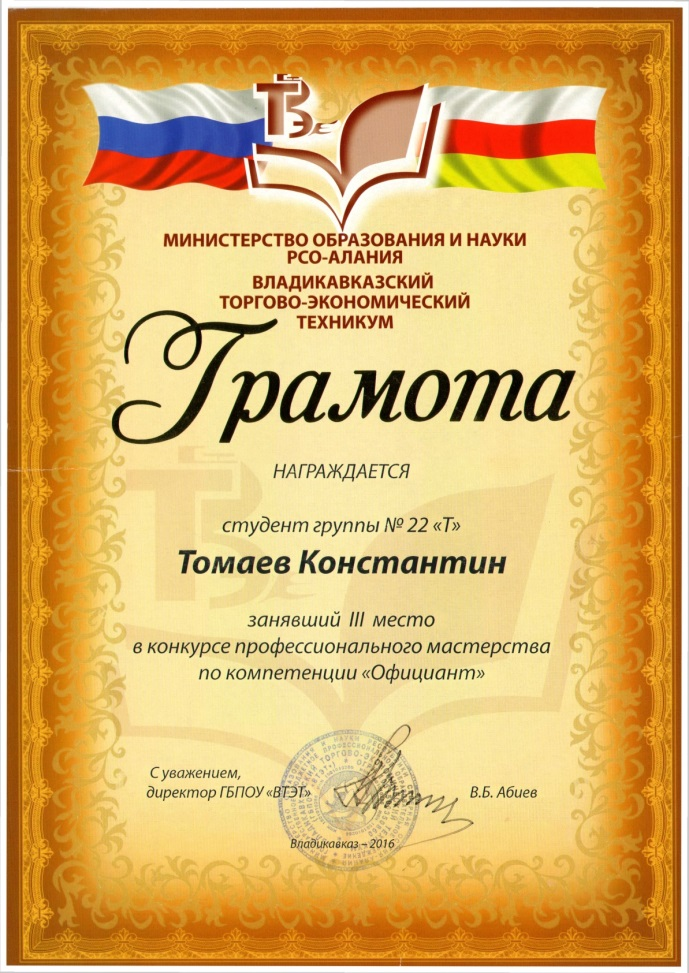 ТВЭ
МИНИСТЕРСТВО ОБРАЗОВАНИЯ И НАУКИ
РСО-АЛАНИЯ
ВЛАДИКАВКАЗСКИЙ
ТОРГОВО-ЭКОНОМИЧЕСКИЙ
ТЕХНИКУМ
Грамота
НАГРАЖДАЕТСЯ
студент группы № 22 «Т»
Томаев Константин
занявший III место
в конкурсе профессионального мастерства
по компетенции «Официант»
С уважением,
директор ГБПОУ «ВТЭТ» В.Б. Абиев
Владикавказ – 2016